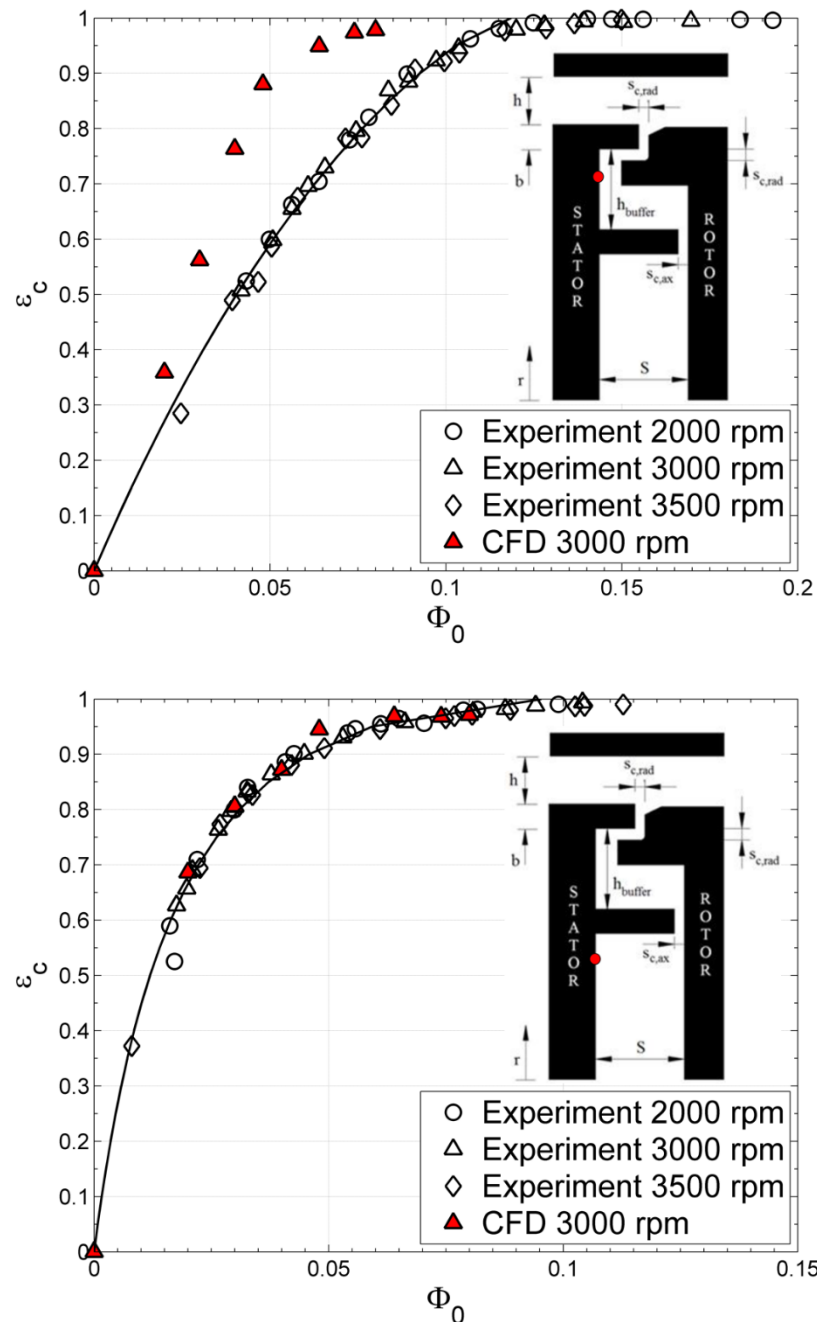 1
0.9
0.8
0.7
0.6
0.5
0.4
0.3
0.2
0.1
0
ε_c
0
0.05
0.1
0.15
0.2
Φ_0
h
s_c,rad
b
s_c,rad
h_buffer
STATOR
ROTOR
s_c,ax
S
r
Experiment 2000 rpm
Experiment 3000 rpm
Experiment 3500 rpm
CFD 3000 rpm
1
0.9
0.8
0.7
0.6
0.5
0.4
0.3
0.2
0.1
0
ε_c
0
0.05
0.1
0.15
Φ_0
h
s_c,rad
b
s_c,rad
h_buffer
STATOR
ROTOR
s_c,ax
S
r
Experiment 2000 rpm
Experiment 3000 rpm
Experiment 3500 rpm
CFD 3000 rpm